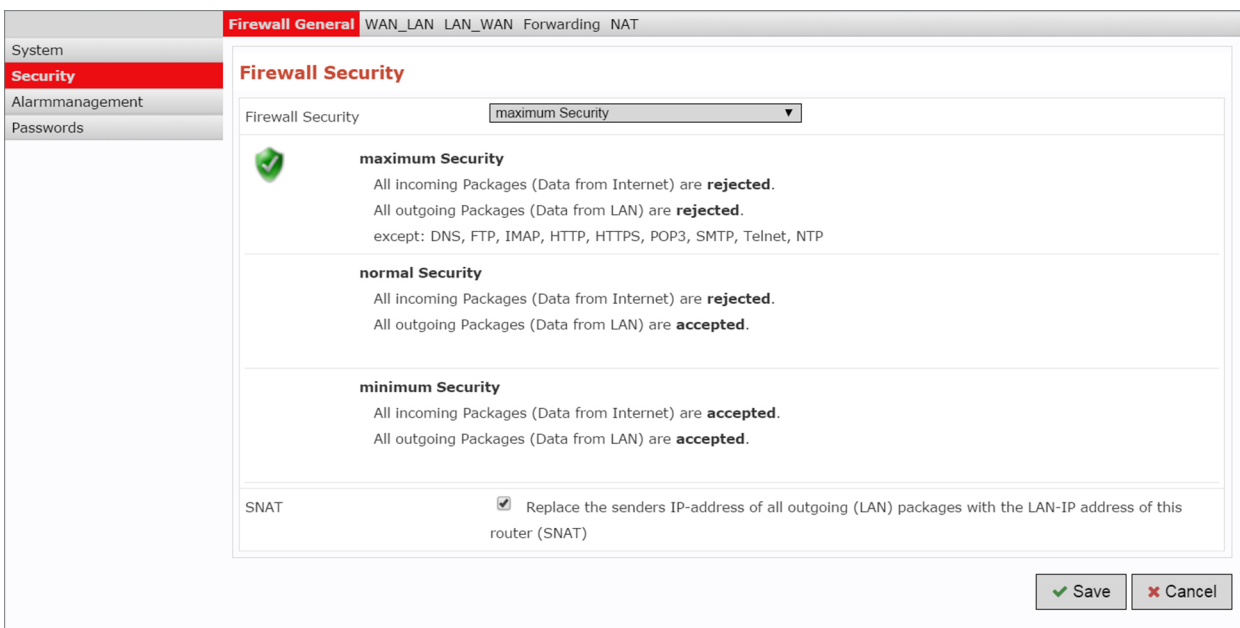 Firewall General WAN_LAN LAN_WAN Forwarding NAT
System
Security
Alarmmanagement
Passwords
Firewall Security
Firewall Security maximum Security
maximum Security
All incoming Packages (Data from Internet) are rejected.
All outgoing Packages (Data from LAN) are rejected.
except: DNS, FTP, IMAP, HTTP, HTTPS, POP3, SMTP, Telnet, NTP
normal Security
All incoming Packages (Data from Internet) are rejected.
All outgoing Packages (Data from LAN) are accepted.
minimum Security
All incoming Packages (Data from Internet) are accepted.
All outgoing Packages (Data from LAN) are accepted.
SNAT Replace the senders IP-address of all outgoing (LAN) packages with the LAN-IP address of this
router (SNAT)
Save Cancel